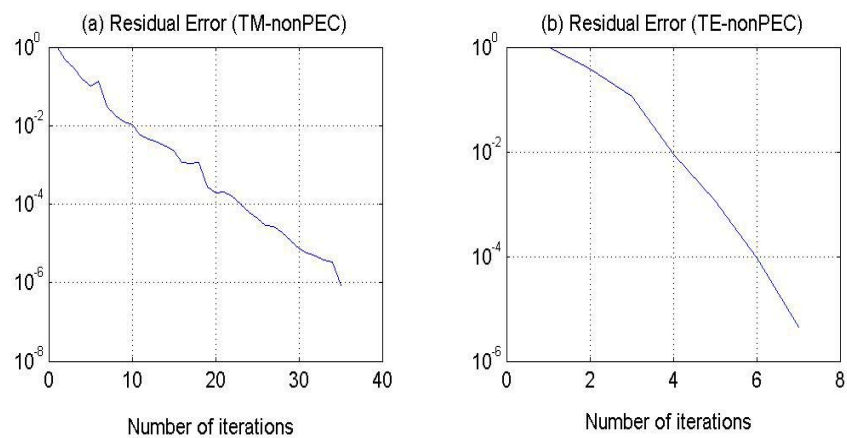 (a) Residual Error (TM-nonPEC)
10^0
10^-2
10^-4
10^-6
10^-8
0 10 20 30 40
Number of iterations
(b) Residual Error (TE-nonPEC)
10^0
10^-2
10^-4
10^-6
0 2 4 6 8
Number of iterations